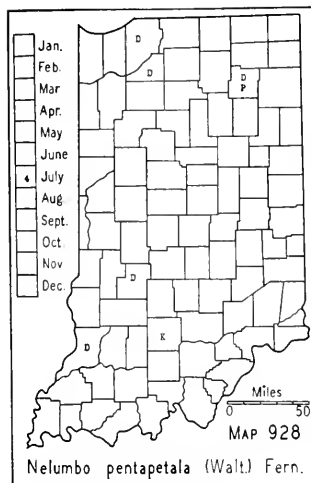 Jan.
Feb.
Mar
Apr.
May
June
4 July
Aug.
Sept.
Oct.
Nov
Dec.
D
D
D
P
D
D
K
Miles
0 50
MAP 928
Nelumbo pentapetala (Walt.) Fern.